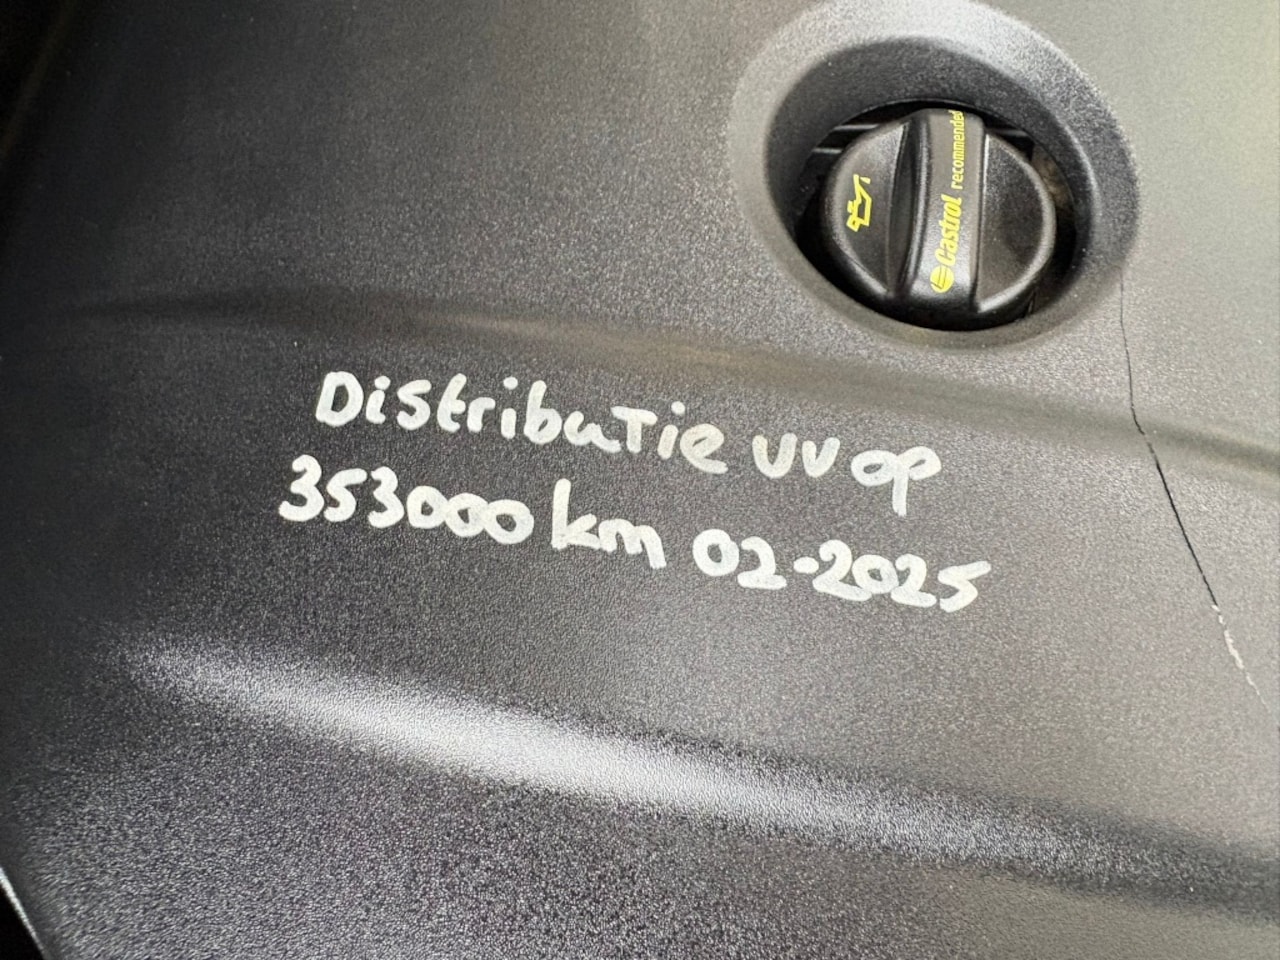 Castrol recommended
Distributie vv op
353000 km 02-2025